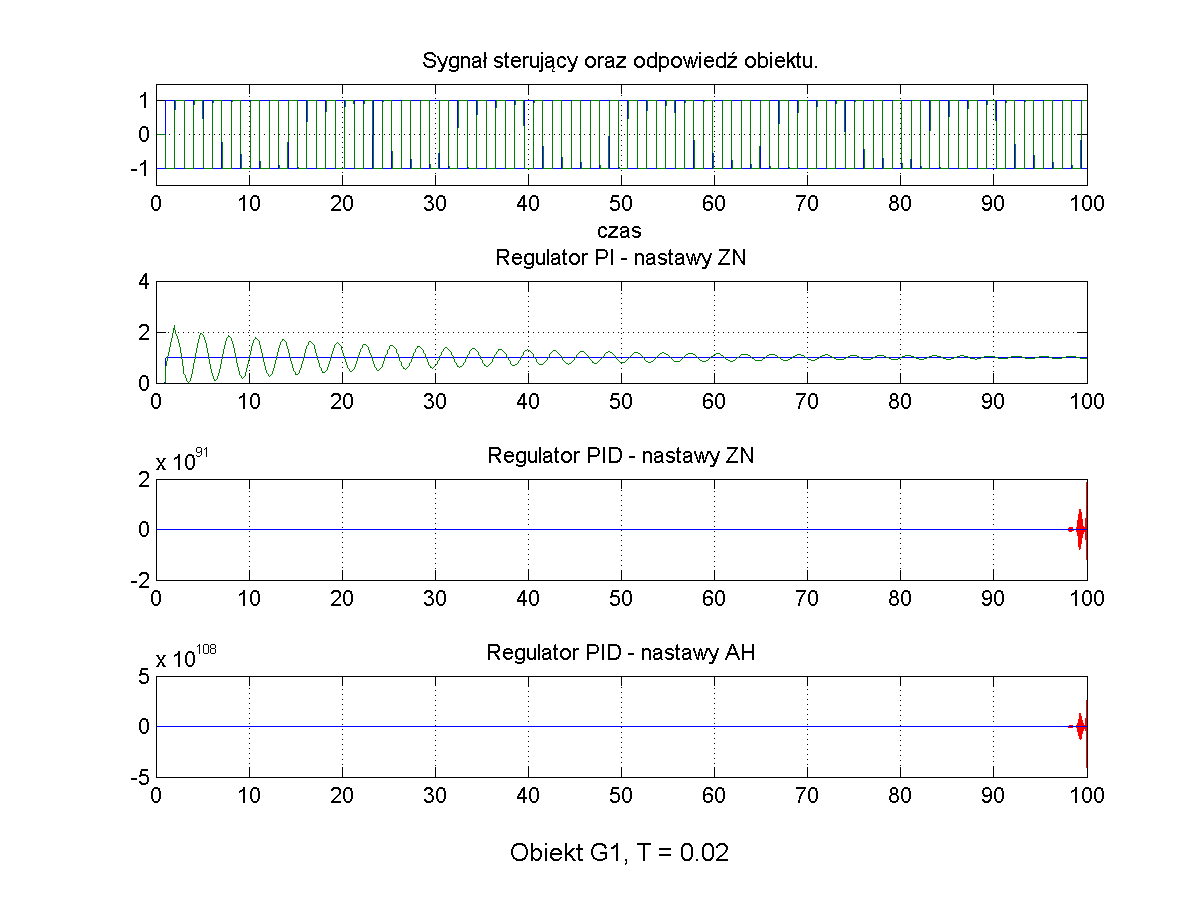 Sygnał sterujący oraz odpowiedź obiektu.
1
0
-1
0 10 20 30 40 50 60 70 80 90 100
czas
Regulator PI - nastawy ZN
4
2
0
0 10 20 30 40 50 60 70 80 90 100
Regulator PID - nastawy ZN
x 10^91
2
0
-2
0 10 20 30 40 50 60 70 80 90 100
Regulator PID - nastawy AH
x 10^108
5
0
-5
0 10 20 30 40 50 60 70 80 90 100
Obiekt G1, T = 0.02